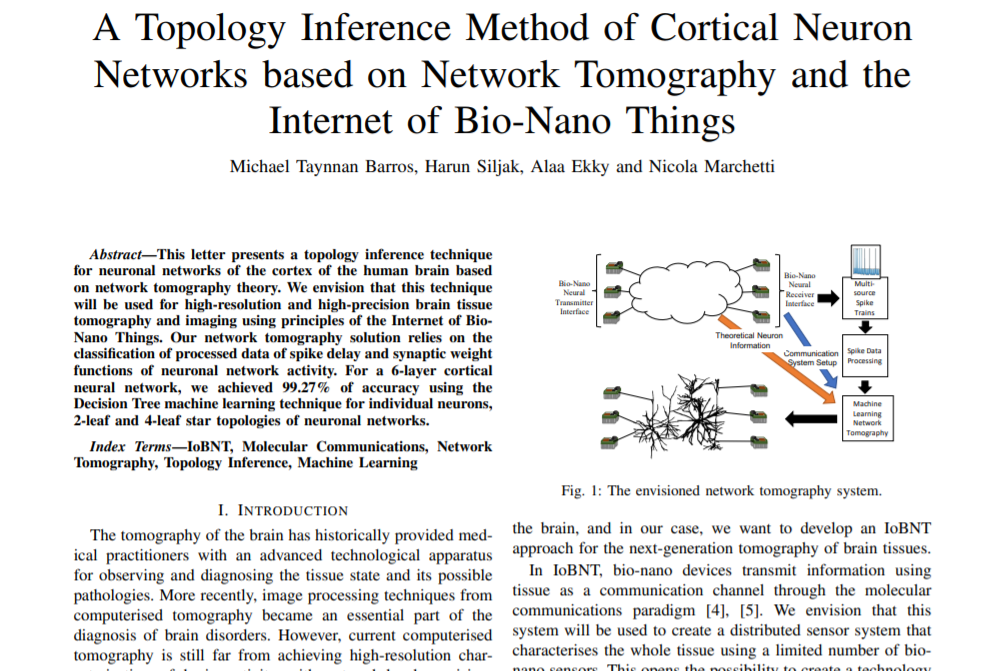 A Topology Inference Method of Cortical Neuron
Networks based on Network Tomography and the
Internet of Bio-Nano Things
Michael Taynnan Barros, Harun Siljak, Alaa Ekky and Nicola Marchetti
Abstract—This letter presents a topology inference technique
for neuronal networks of the cortex of the human brain based
on network tomography theory. We envision that this technique
will be used for high-resolution and high-precision brain tissue
tomography and imaging using principles of the Internet of Bio-
Nano Things. Our network tomography solution relies on the
classification of processed data of spike delay and synaptic weight
functions of neuronal network activity. For a 6-layer cortical
neural network, we achieved 99.27% of accuracy using the
Decision Tree machine learning technique for individual neurons,
2-leaf and 4-leaf star topologies of neuronal networks.
Index Terms—IoBNT, Molecular Communications, Network
Tomography, Topology Inference, Machine Learning
I. INTRODUCTION
The tomography of the brain has historically provided med-
ical practitioners with an advanced technological apparatus
for observing and diagnosing the tissue state and its possible
pathologies. More recently, image processing techniques from
computerised tomography became an essential part of the
diagnosis of brain disorders. However, current computerised
tomography is still far from achieving high-resolution char-
Bio-Nano
Neural
Transmitter
Interface
Bio-Nano
Neural
Receiver
Interface
Multi-
source
Spike
Trains
Theoretical Neuron
Information
Communication
System Setup
Spike Data
Processing
Machine
Learning
Network
Tomography
Fig. 1: The envisioned network tomography system.
the brain, and in our case, we want to develop an IoBNT
approach for the next-generation tomography of brain tissues.
In IoBNT, bio-nano devices transmit information using
tissue as a communication channel through the molecular
communications paradigm [4], [5]. We envision that this
system will be used to create a distributed sensor system that
characterises the whole tissue using a limited number of bio-
nano sensors. This opens the possibility to create a technology